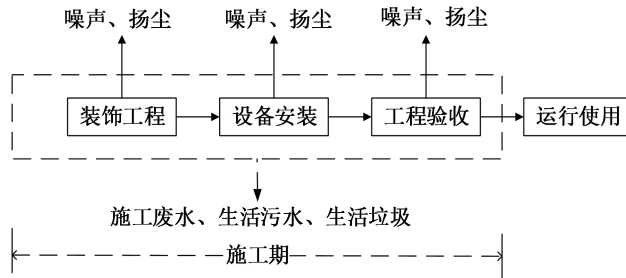 噪声、扬尘 噪声、扬尘 噪声、扬尘
装饰工程 设备安装 工程验收 运行使用
施工废水、生活污水、生活垃圾
施工期